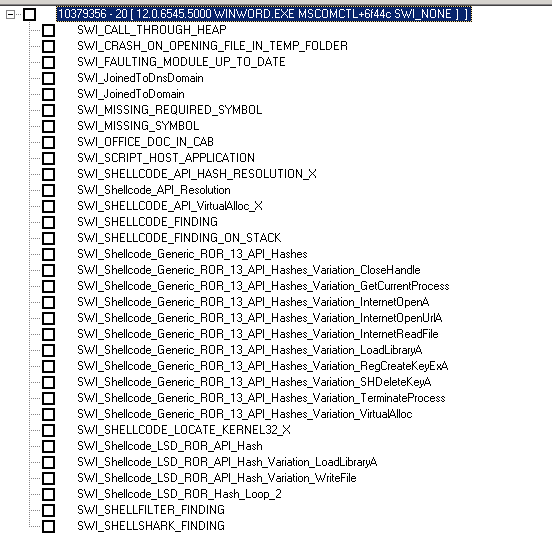 10379356 - 20 [ 12.0.6545.5000 WINWORD.EXE MSCOMCTL+6f44c SWI_NONE ] ]
SWI_CALL_THROUGH_HEAP
SWI_CRASH_ON_OPENING_FILE_IN_TEMP_FOLDER
SWI_FAULTING_MODULE_UP_TO_DATE
SWI_JoinedToDnsDomain
SWI_JoinedToDomain
SWI_MISSING_REQUIRED_SYMBOL
SWI_MISSING_SYMBOL
SWI_OFFICE_DOC_IN_CAB
SWI_SCRIPT_HOST_APPLICATION
SWI_SHELLCODE_API_HASH_RESOLUTION_X
SWI_Shellcode_API_Resolution
SWI_SHELLCODE_API_VirtualAlloc_X
SWI_SHELLCODE_FINDING
SWI_SHELLCODE_FINDING_ON_STACK
SWI_Shellcode_Generic_ROR_13_API_Hashes
SWI_Shellcode_Generic_ROR_13_API_Hashes_Variation_CloseHandle
SWI_Shellcode_Generic_ROR_13_API_Hashes_Variation_GetCurrentProcess
SWI_Shellcode_Generic_ROR_13_API_Hashes_Variation_InternetOpenA
SWI_Shellcode_Generic_ROR_13_API_Hashes_Variation_InternetOpenUrlA
SWI_Shellcode_Generic_ROR_13_API_Hashes_Variation_InternetReadFile
SWI_Shellcode_Generic_ROR_13_API_Hashes_Variation_LoadLibraryA
SWI_Shellcode_Generic_ROR_13_API_Hashes_Variation_RegCreateKeyExA
SWI_Shellcode_Generic_ROR_13_API_Hashes_Variation_SHDeleteKeyA
SWI_Shellcode_Generic_ROR_13_API_Hashes_Variation_TerminateProcess
SWI_Shellcode_Generic_ROR_13_API_Hashes_Variation_VirtualAlloc
SWI_SHELLCODE_LOCATE_KERNEL32_X
SWI_Shellcode_LSD_ROR_API_Hash
SWI_Shellcode_LSD_ROR_API_Hash_Variation_LoadLibraryA
SWI_Shellcode_LSD_ROR_API_Hash_Variation_WriteFile
SWI_Shellcode_LSD_ROR_Hash_Loop_2
SWI_SHELLFILTER_FINDING
SWI_SHELLSHARK_FINDING